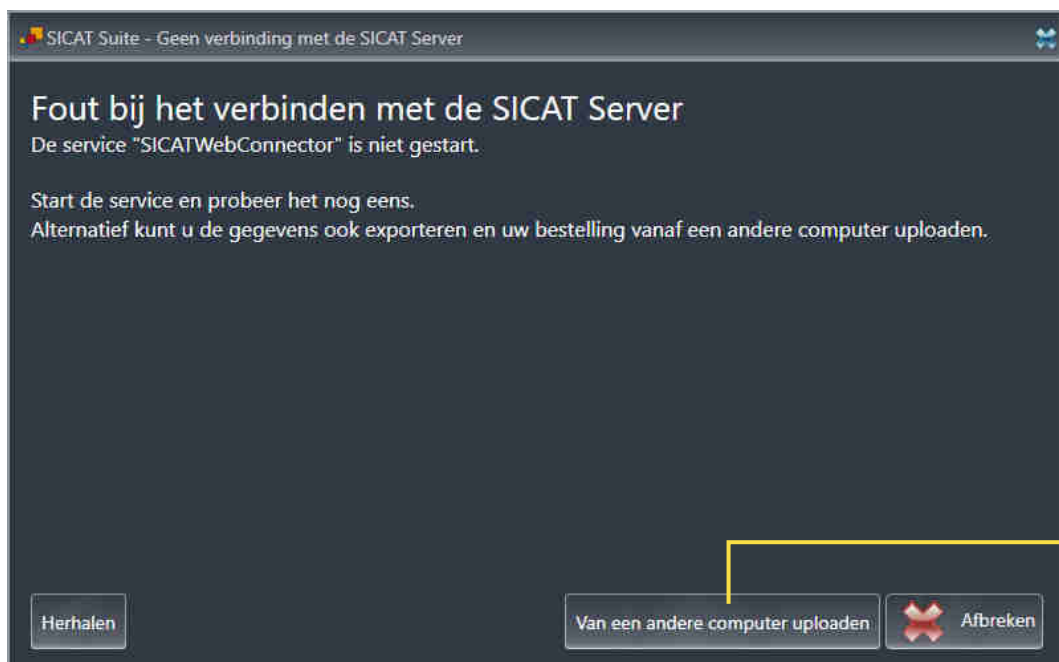 SICAT Suite - Geen verbinding met de SICAT Server
Fout bij het verbinden met de SICAT Server
De service "SICATWebConnector" is niet gestart.
Start de service en probeer het nog eens.
Alternatief kunt u de gegevens ook exporteren en uw bestelling vanaf een andere computer uploaden.
Herhalen
Van een andere computer uploaden
Afbreken